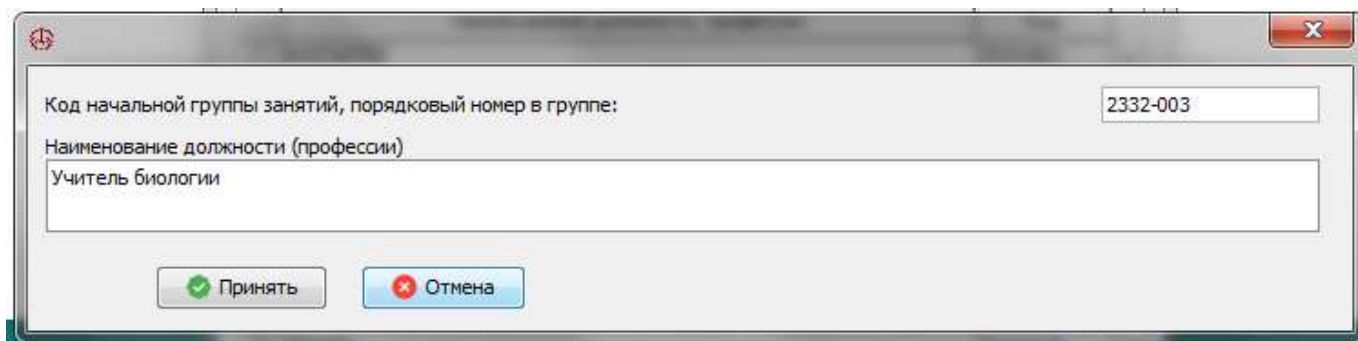 Код начальной группы занятий, порядковый номер в группе:
2332-003
Наименование должности (профессии)
Учитель биологии
Принять
Отмена